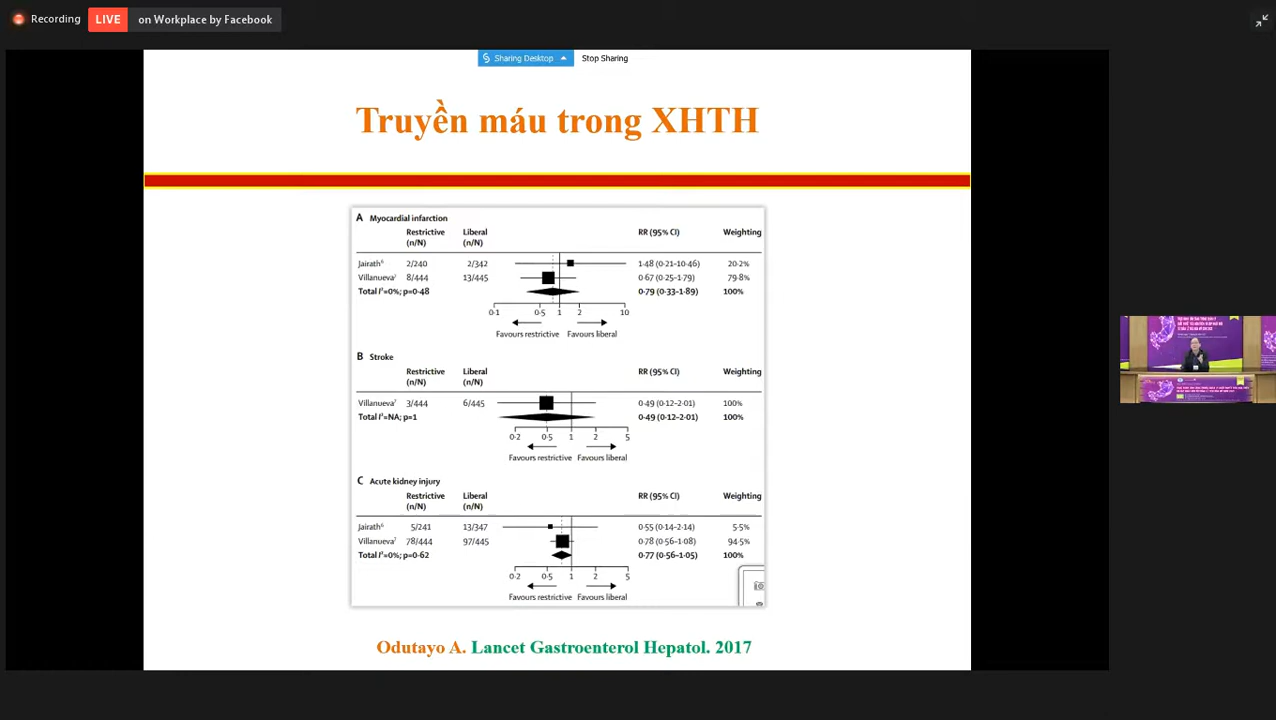 Recording
LIVE on Workplace by Facebook
Sharing Desktop Stop Sharing
Truyền máu trong XHTH
A Myocardial infarction
Restrictive (n/N) Liberal (n/N) RR (95% CI) Weighting
Jairath⁶ 2/240 2/342 1·48 (0·21–10·46) 20·2%
Villanueva⁷ 8/444 13/445 0·67 (0·25–1·79) 79·8%
Total I²=0%; p=0·48 0·79 (0·33–1·89) 100%
0·1 0·5 1 2 10
Favours restrictive Favours liberal
B Stroke
Restrictive (n/N) Liberal (n/N) RR (95% CI) Weighting
Villanueva⁷ 3/444 6/445 0·49 (0·12–2·01) 100%
Total I²=NA; p=1 0·49 (0·12–2·01) 100%
0·2 0·5 1 2 5
Favours restrictive Favours liberal
C Acute kidney injury
Restrictive (n/N) Liberal (n/N) RR (95% CI) Weighting
Jairath⁶ 5/241 13/347 0·55 (0·14–2·14) 5·5%
Villanueva⁷ 78/444 97/445 0·78 (0·56–1·08) 94·5%
Total I²=0%; p=0·62 0·77 (0·56–1·05) 100%
0·2 0·5 1 2 5
Favours restrictive Favours liberal
Odutayo A. Lancet Gastroenterol Hepatol. 2017